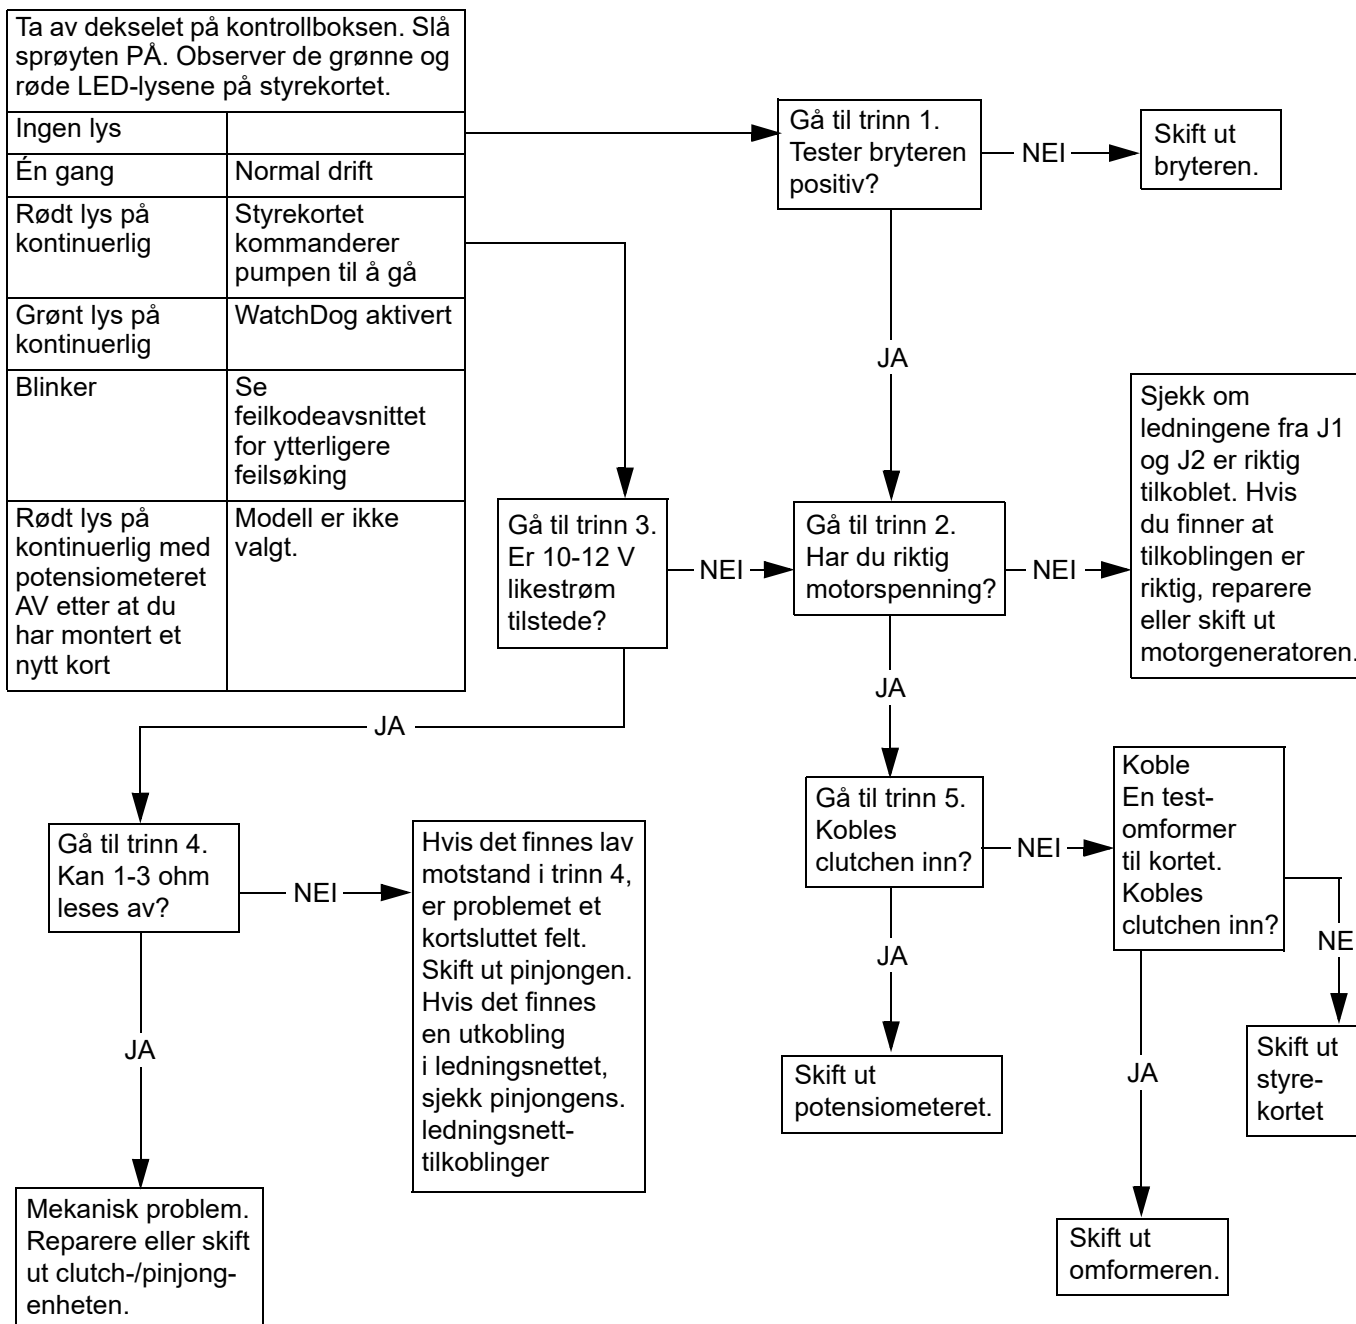 Ta av dekselet på kontrollboksen. Slå
sprøyten PÅ. Observer de grønne og
røde LED-lysene på styrekortet.
Ingen lys
Én gang
Normal drift
Rødt lys på
kontinuerlig
Styrekortet
kommanderer
pumpen til å gå
Grønt lys på
kontinuerlig
WatchDog aktivert
Blinker
Se
feilkodeavsnittet
for ytterligere
feilsøking
Rødt lys på
kontinuerlig med
potensiometeret
AV etter at du
har montert et
nytt kort
Modell er ikke
valgt.
Gå til trinn 1.
Tester bryteren
positiv?
NEI
Skift ut
bryteren.
JA
Gå til trinn 3.
Er 10-12 V
likestrøm
tilstede?
NEI
Gå til trinn 2.
Har du riktig
motorspenning?
NEI
Sjekk om
ledningene fra J1
og J2 er riktig
tilkoblet. Hvis
du finner at
tilkoblingen er
riktig, reparere
eller skift ut
motorgeneratoren.
JA
JA
Gå til trinn 4.
Kan 1-3 ohm
leses av?
NEI
Hvis det finnes lav
motstand i trinn 4,
er problemet et
kortsluttet felt.
Skift ut pinjongen.
Hvis det finnes
en utkobling
i ledningsnettet,
sjekk pinjongens.
ledningsnett-
tilkoblinger
JA
Mekanisk problem.
Reparere eller skift
ut clutch-/pinjong-
enheten.
Gå til trinn 5.
Kobles
clutchen inn?
NEI
Koble
En test-
omformer
til kortet.
Kobles
clutchen inn?
JA
Skift ut
potensiometeret.
NE
Skift ut
styre-
kortet
JA
Skift ut
omformeren.